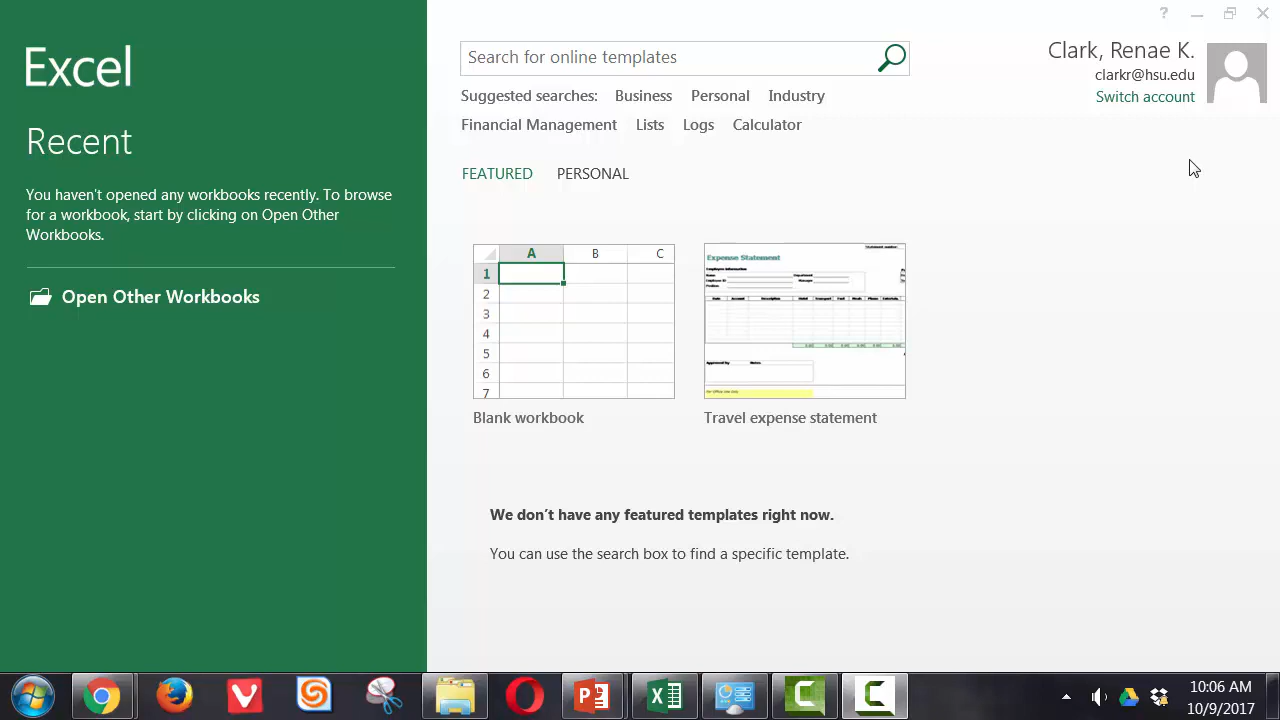 Excel
Recent
You haven't opened any workbooks recently. To browse
for a workbook, start by clicking on Open Other
Workbooks.
Open Other Workbooks
?
Search for online templates
Suggested searches: Business Personal Industry
Financial Management Lists Logs Calculator
Clark, Renae K.
clarkr@hsu.edu
Switch account
FEATURED PERSONAL
A B C
1
2
3
4
5
6
7
Blank workbook
Expense Statement
Travel expense statement
We don't have any featured templates right now.
You can use the search box to find a specific template.
10:06 AM
10/9/2017